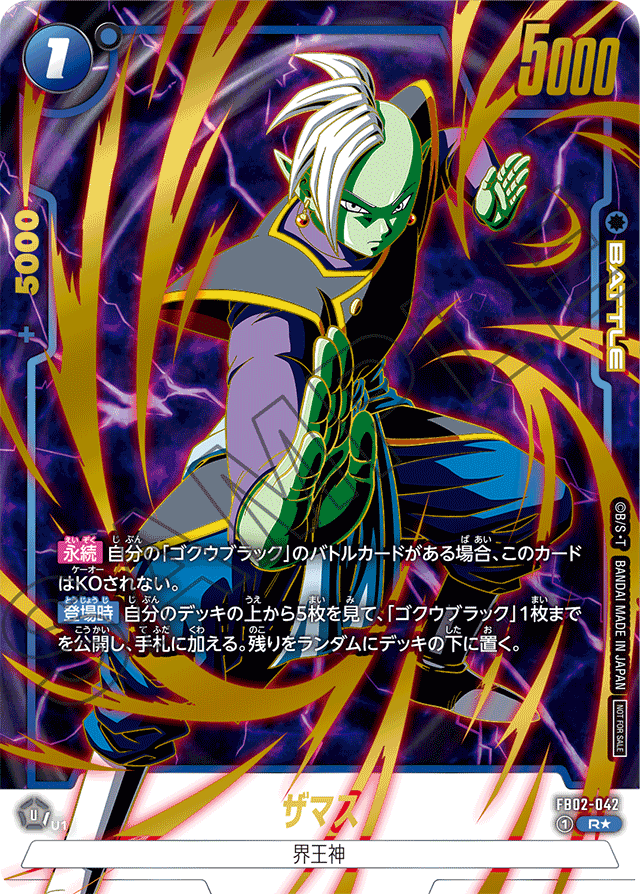 1
5000
+ 5000
BATTLE
SAMPLE
永続 自分の「ゴクウブラック」のバトルカードがある場合、このカード
はKOされない。
登場時 自分のデッキの上から5枚を見て、「ゴクウブラック」1枚まで
を公開し、手札に加える。残りをランダムにデッキの下に置く。
©B/S・T BANDAI MADE IN JAPAN
NOT FOR SALE
U/U1
ザマス
FB02-042
1 R★
界王神